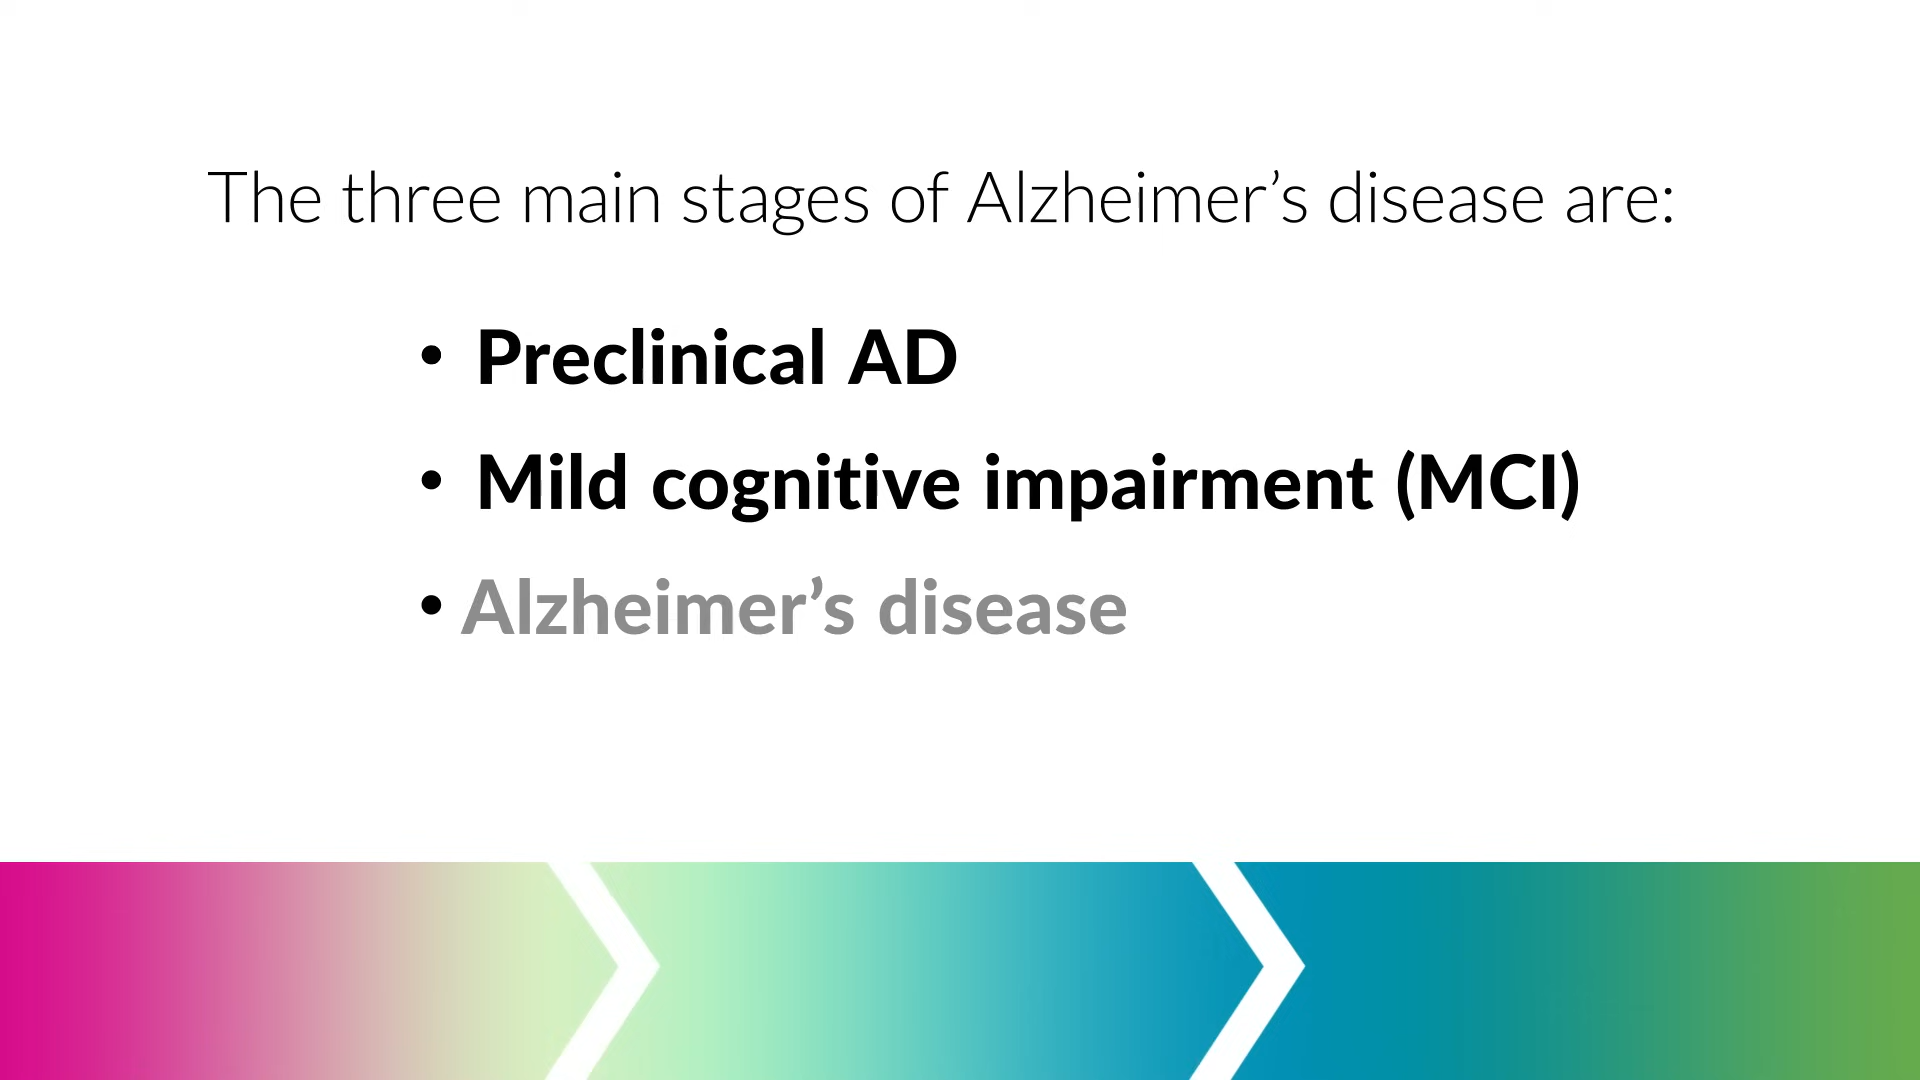 The three main stages of Alzheimer’s disease are:
• Preclinical AD
• Mild cognitive impairment (MCI)
• Alzheimer’s disease